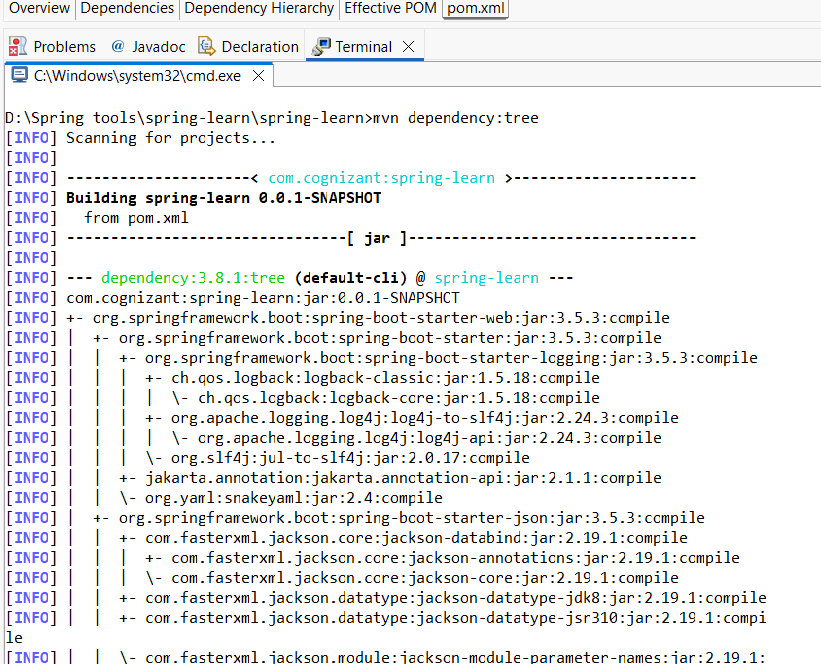 Overview Dependencies Dependency Hierarchy Effective POM pom.xml
Problems @ Javadoc Declaration Terminal
C:\Windows\system32\cmd.exe
D:\Spring tools\spring-learn\spring-learn>mvn dependency:tree
[INFO] Scanning for projects...
[INFO]
[INFO] ---------------------< com.cognizant:spring-learn >---------------------
[INFO] Building spring-learn 0.0.1-SNAPSHOT
[INFO]   from pom.xml
[INFO] --------------------------------[ jar ]---------------------------------
[INFO]
[INFO] --- dependency:3.8.1:tree (default-cli) @ spring-learn ---
[INFO] com.cognizant:spring-learn:jar:0.0.1-SNAPSHOT
[INFO] +- org.springframework.boot:spring-boot-starter-web:jar:3.5.3:compile
[INFO] |  +- org.springframework.boot:spring-boot-starter:jar:3.5.3:compile
[INFO] |  |  +- org.springframework.boot:spring-boot-starter-logging:jar:3.5.3:compile
[INFO] |  |  |  +- ch.qos.logback:logback-classic:jar:1.5.18:compile
[INFO] |  |  |  |  \- ch.qos.logback:logback-core:jar:1.5.18:compile
[INFO] |  |  |  +- org.apache.logging.log4j:log4j-to-slf4j:jar:2.24.3:compile
[INFO] |  |  |  |  \- org.apache.logging.log4j:log4j-api:jar:2.24.3:compile
[INFO] |  |  |  \- org.slf4j:jul-to-slf4j:jar:2.0.17:compile
[INFO] |  |  +- jakarta.annotation:jakarta.annotation-api:jar:2.1.1:compile
[INFO] |  |  \- org.yaml:snakeyaml:jar:2.4:compile
[INFO] |  +- org.springframework.boot:spring-boot-starter-json:jar:3.5.3:compile
[INFO] |  |  +- com.fasterxml.jackson.core:jackson-databind:jar:2.19.1:compile
[INFO] |  |  |  +- com.fasterxml.jackson.core:jackson-annotations:jar:2.19.1:compile
[INFO] |  |  |  \- com.fasterxml.jackson.core:jackson-core:jar:2.19.1:compile
[INFO] |  |  +- com.fasterxml.jackson.datatype:jackson-datatype-jdk8:jar:2.19.1:compile
[INFO] |  |  +- com.fasterxml.jackson.datatype:jackson-datatype-jsr310:jar:2.19.1:compi
le
[INFO] |  |  \- com.fasterxml.jackson.module:jackson-module-parameter-names:jar:2.19.1: